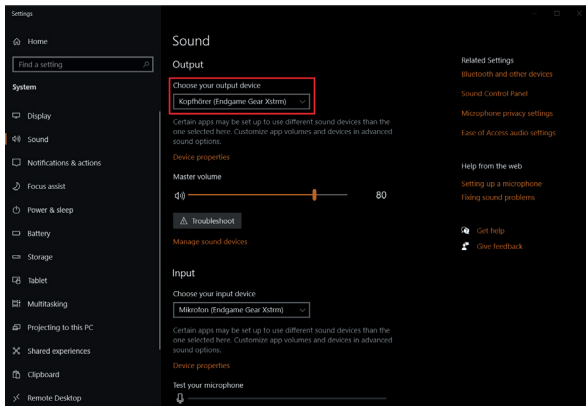 Settings
Home
Find a setting
System
Display
Sound
Notifications & actions
Focus assist
Power & sleep
Battery
Storage
Tablet
Multitasking
Projecting to this PC
Shared experiences
Clipboard
Remote Desktop
Sound
Output
Choose your output device
Kopfhörer (Endgame Gear Xstrm)
Certain apps may be set up to use different sound devices than the
one selected here. Customize app volumes and devices in advanced
sound options.
Device properties
Master volume
80
Troubleshoot
Manage sound devices
Input
Choose your input device
Mikrofon (Endgame Gear Xstrm)
Certain apps may be set up to use different sound devices than the
one selected here. Customize app volumes and devices in advanced
sound options.
Device properties
Test your microphone
Related Settings
Bluetooth and other devices
Sound Control Panel
Microphone privacy settings
Ease of Access audio settings
Help from the web
Setting up a microphone
Fixing sound problems
Get help
Give feedback